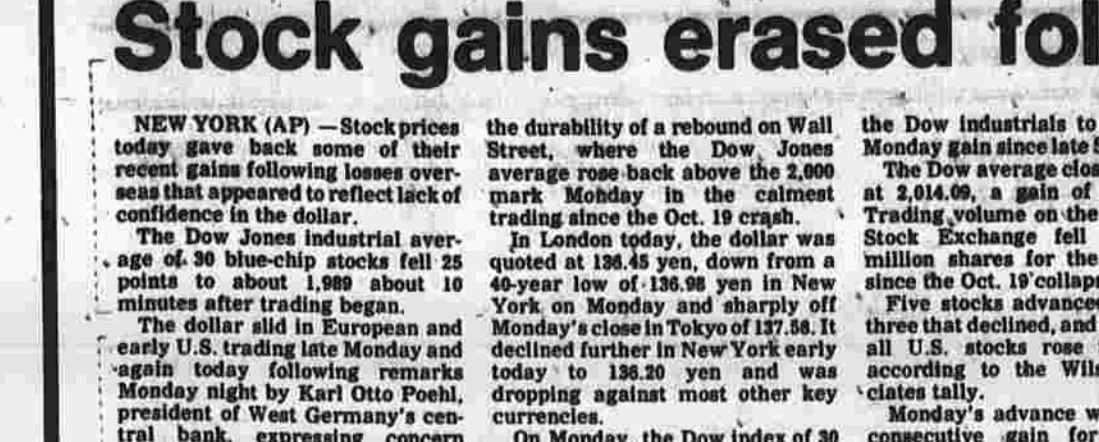 Stock gains erased fol
NEW YORK (AP) — Stock prices
today gave back some of their
recent gains following losses over-
seas that appeared to reflect lack of
confidence in the dollar.
The Dow Jones industrial aver-
age of 30 blue-chip stocks fell 25
points to about 1,989 about 10
minutes after trading began.
The dollar slid in European and
early U.S. trading late Monday and
again today following remarks
Monday night by Karl Otto Poehl,
president of West Germany's cen-
tral bank, expressing concern
the durability of a rebound on Wall
Street, where the Dow Jones
average rose back above the 2,000
mark Monday in the calmest
trading since the Oct. 19 crash.
In London today, the dollar was
quoted at 136.45 yen, down from a
40-year low of 136.98 yen in New
York on Monday and sharply off
Monday's close in Tokyo of 137.58. It
declined further in New York early
today to 136.20 yen and was
dropping against most other key
currencies.
On Monday, the Dow index of 30
the Dow industrials to
Monday gain since late S
The Dow average clos
at 2,014.09, a gain of
Trading volume on the
Stock Exchange fell
million shares for the
since the Oct. 19 collaps
Five stocks advanced
three that declined, and
all U.S. stocks rose
according to the Wils
ciates tally.
Monday's advance w
consecutive gain for